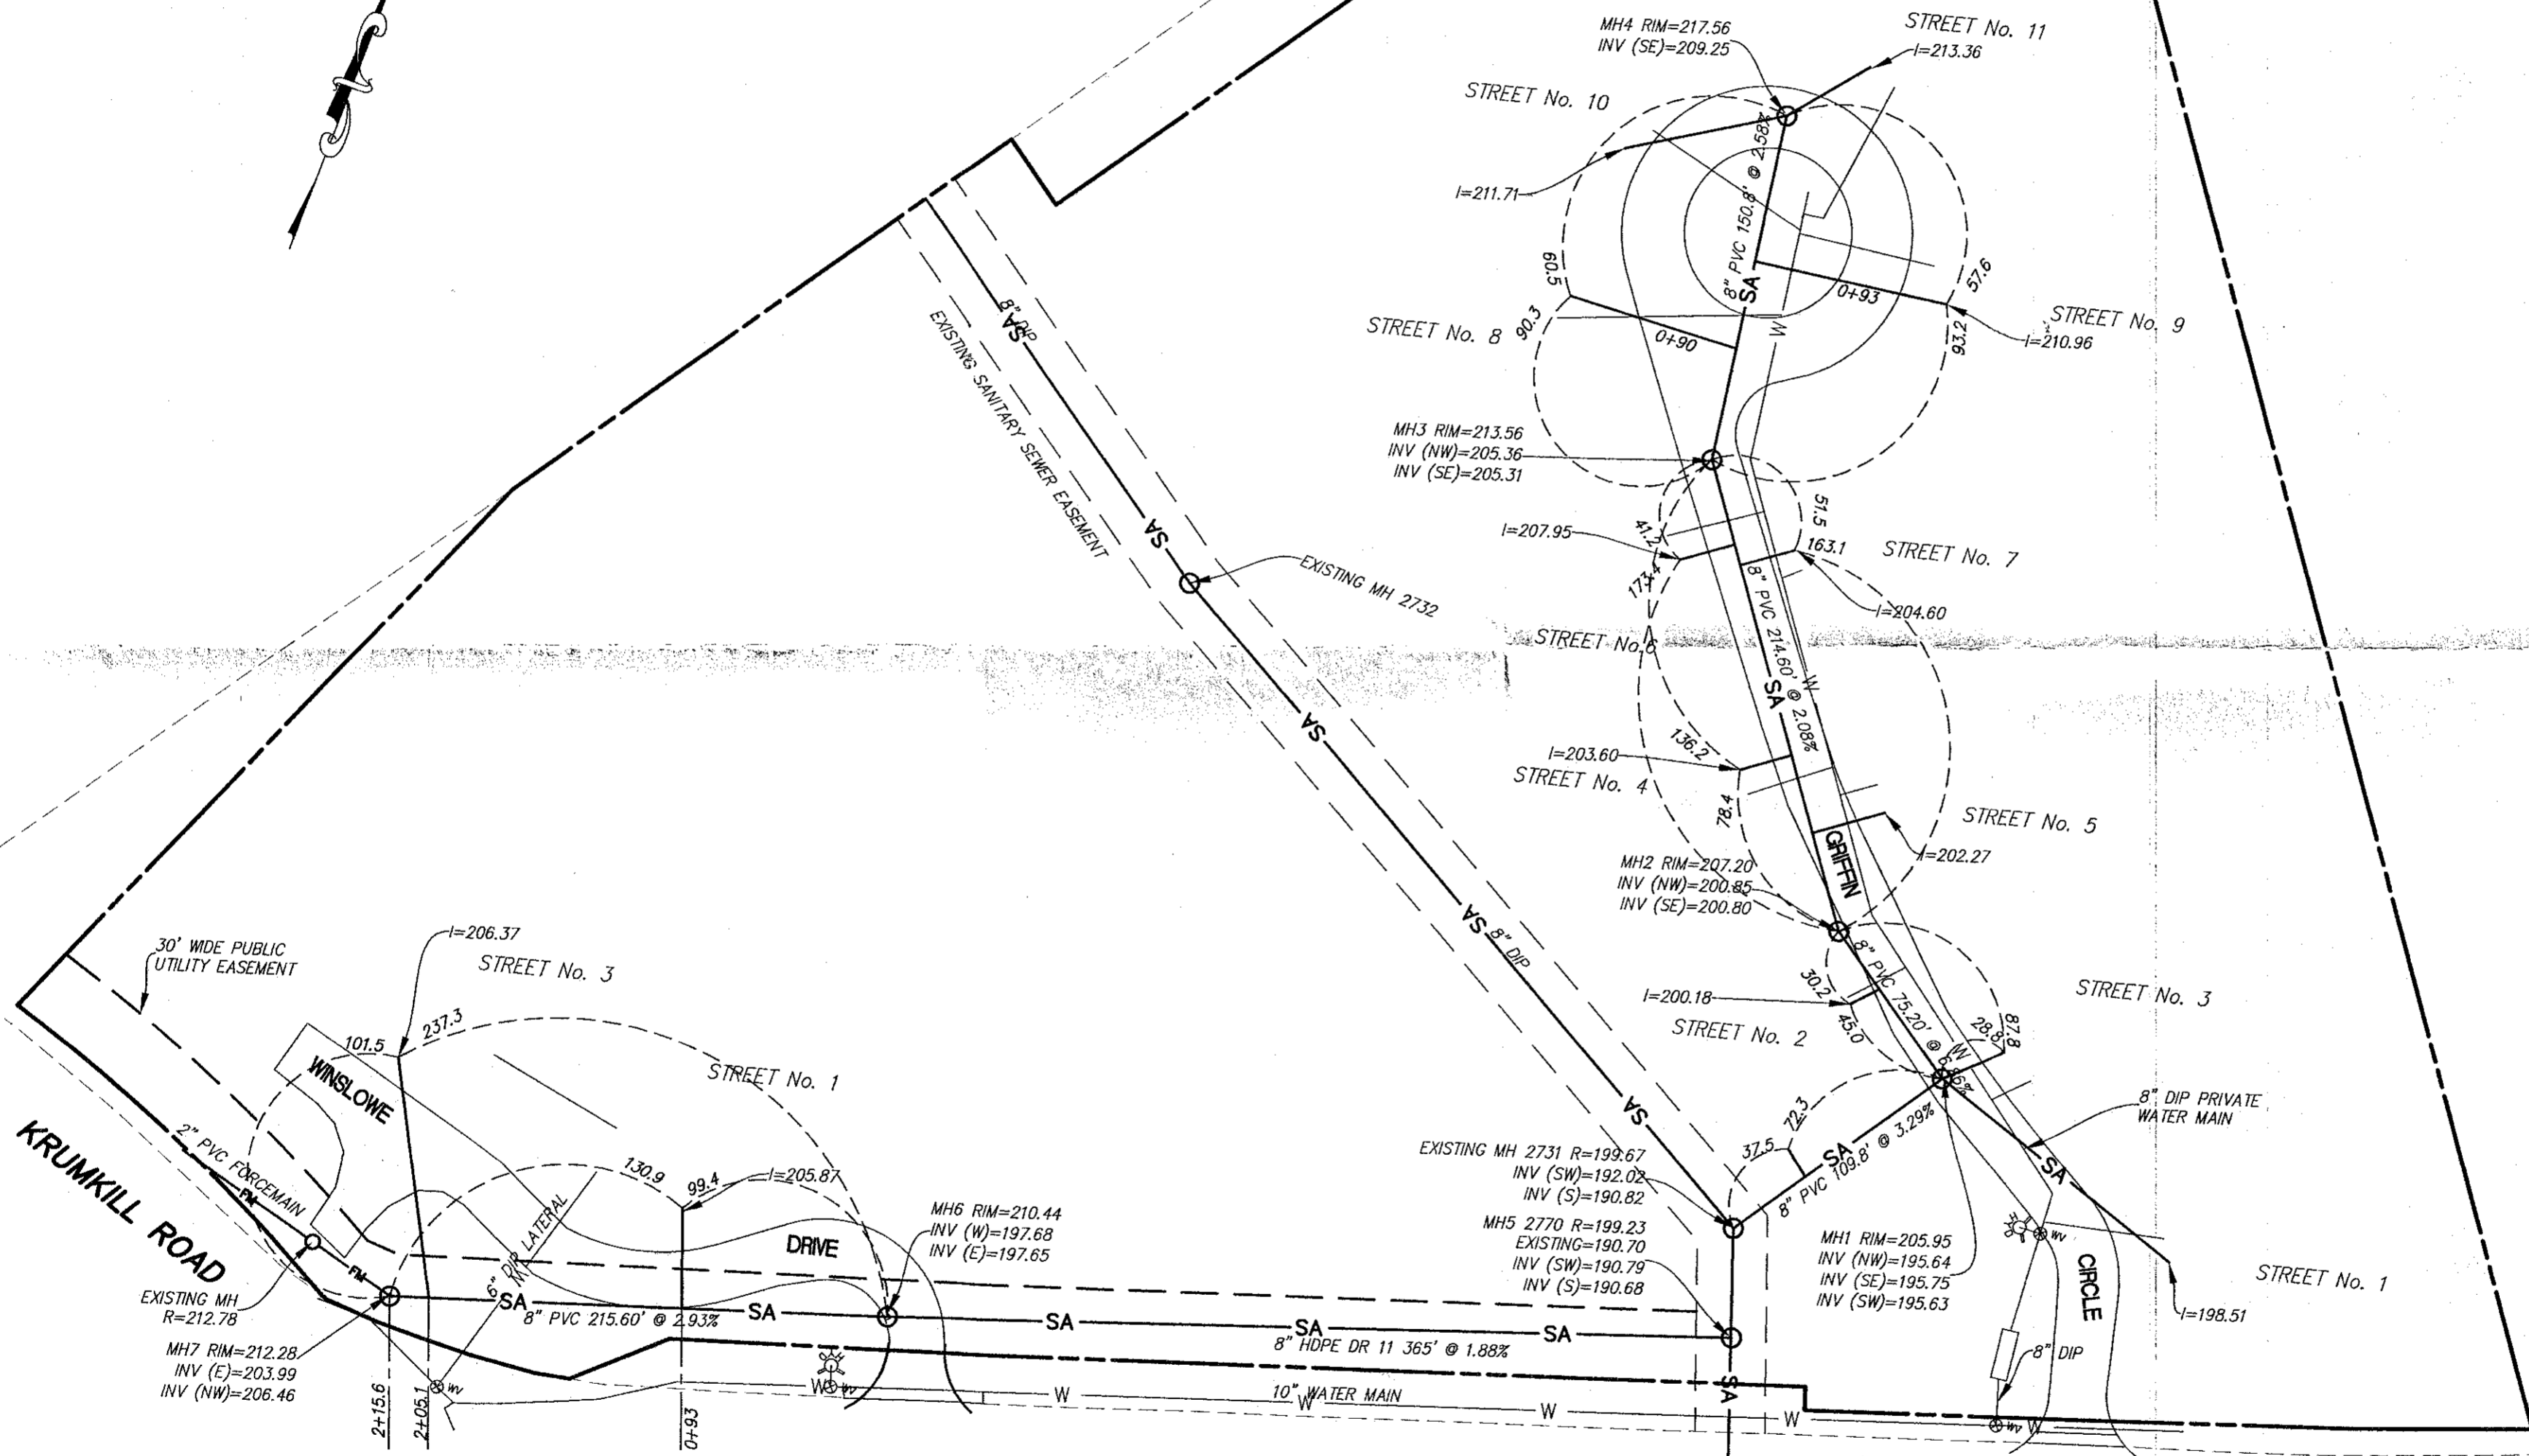 MH4 RIM=217.56
INV (SE)=209.25
STREET No. 11
I=213.36
STREET No. 10
I=211.71
8" PVC 150.8' @ 2.58%
SA
60.5
90.3
57.6
93.2
0+93
0+90
STREET No. 9
I=210.96
STREET No. 8
W
MH3 RIM=213.56
INV (NW)=205.36
INV (SE)=205.31
8" DIP
SA
EXISTING SANITARY SEWER EASEMENT
SA
EXISTING MH 2732
I=207.95
41.2
173.4
51.5
163.1
STREET No. 7
I=204.60
8" PVC 214.60' @ 2.08%
SA
W
STREET No. 6
SA
I=203.60
136.2
STREET No. 4
78.4
STREET No. 5
I=202.27
GRIFFIN
MH2 RIM=207.20
INV (NW)=200.85
INV (SE)=200.80
SA
8" DIP
30' WIDE PUBLIC
UTILITY EASEMENT
I=206.37
STREET No. 3
101.5
237.3
WINSLOWE
STREET No. 1
KRUMKILL ROAD
2" PVC FORCEMAIN
FM
FM
130.9
99.4
I=205.87
6" DIP LATERAL
DRIVE
MH6 RIM=210.44
INV (W)=197.68
INV (E)=197.65
EXISTING MH
R=212.78
MH7 RIM=212.28
INV (E)=203.99
INV (NW)=206.46
2+15.6
2+05.1
0+93
SA
8" PVC 215.60' @ 2.93%
SA
SA
SA
SA
8" HDPE DR 11 365' @ 1.88%
WV
W
WV
W
10" WATER MAIN
W
W
W
SA
I=200.18
30.2
45.0
STREET No. 2
8" PVC 75.20' @
W
STREET No. 3
28.8
87.8
8" DIP PRIVATE
WATER MAIN
SA
EXISTING MH 2731 R=199.67
INV (SW)=192.02
INV (S)=190.82
MH5 2770 R=199.23
EXISTING=190.70
INV (SW)=190.79
INV (S)=190.68
37.5
72.3
SA
8" PVC 109.8' @ 3.29%
SA
MH1 RIM=205.95
INV (NW)=195.64
INV (SE)=195.75
INV (SW)=195.63
WV
CIRCLE
STREET No. 1
I=198.51
8" DIP
WV
W